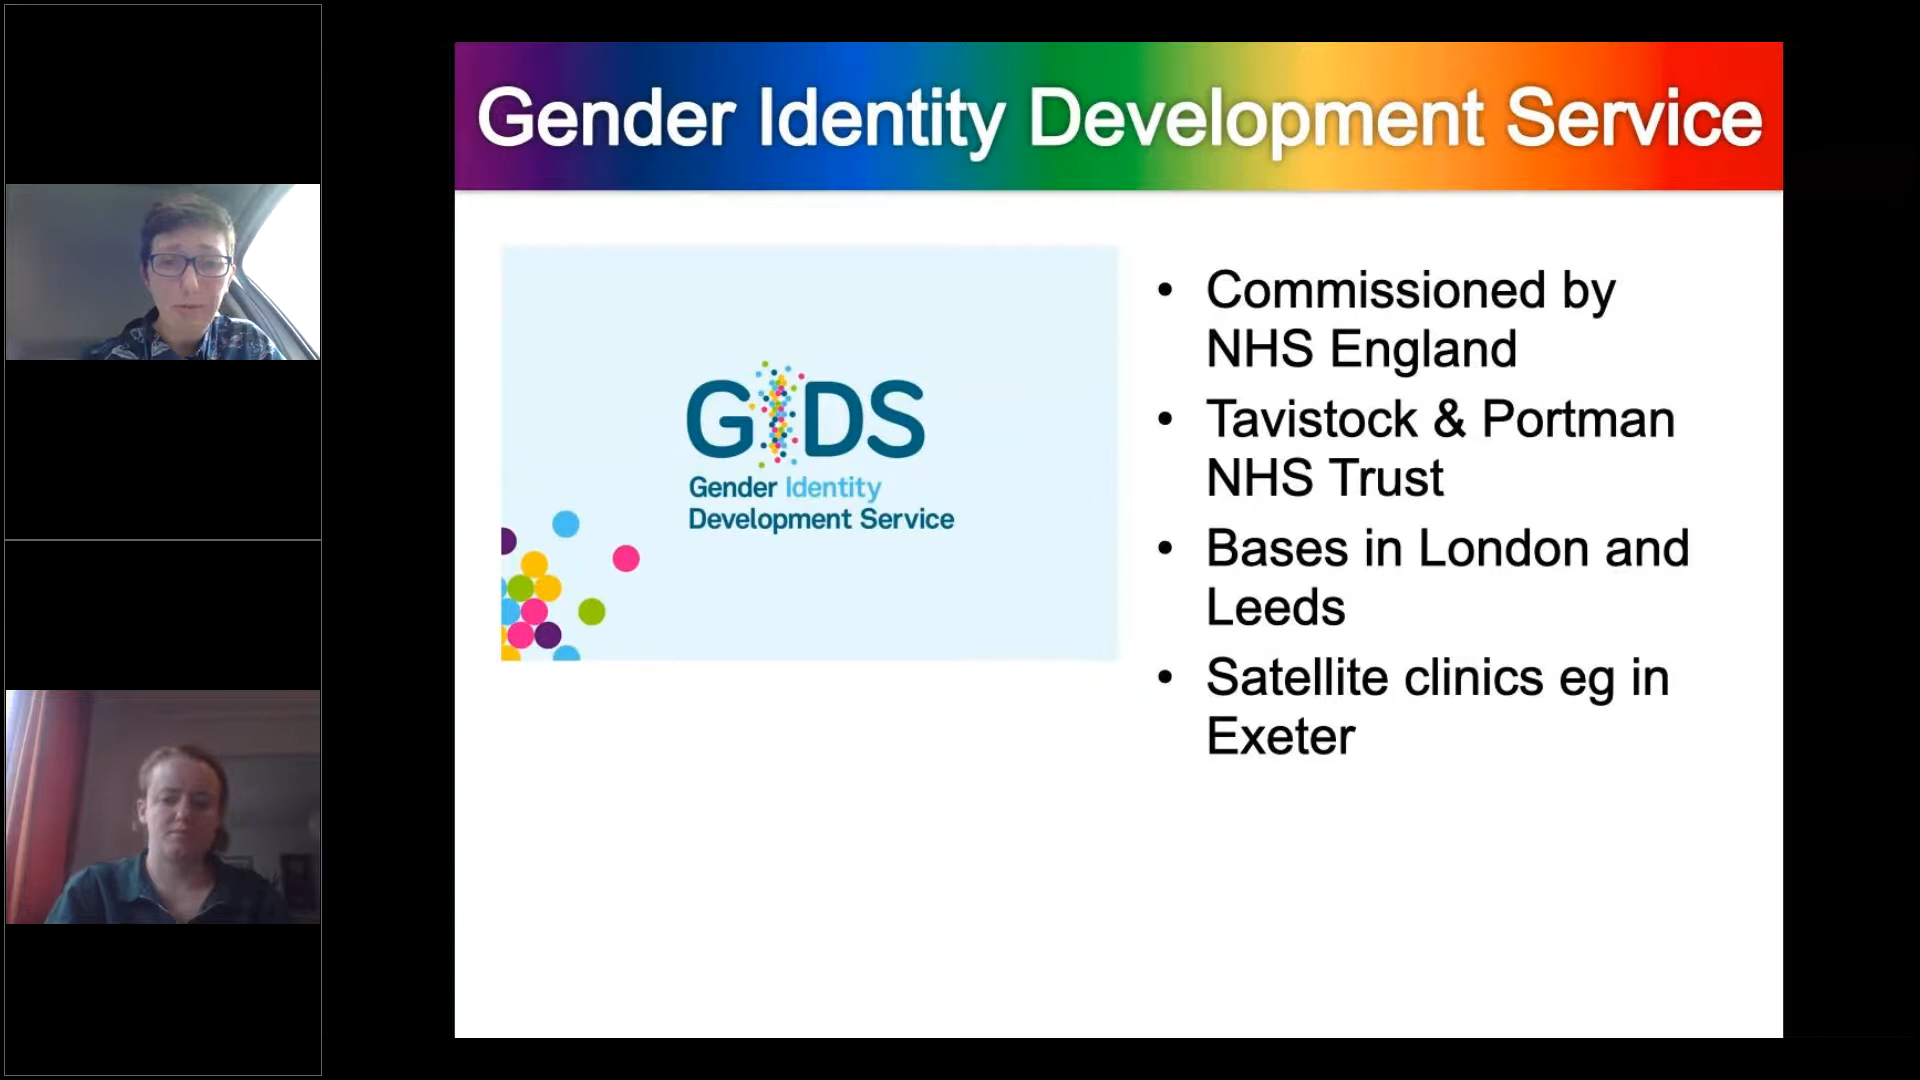 Gender Identity Development Service
GIDS
Gender Identity
Development Service
• Commissioned by
NHS England
• Tavistock & Portman
NHS Trust
• Bases in London and
Leeds
• Satellite clinics eg in
Exeter